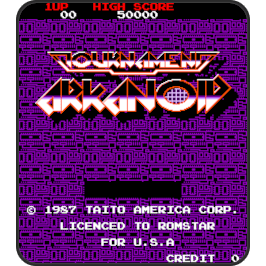 1UP HIGH SCORE
00 50000
TOURNAMENT
ARKANOID
© 1987 TAITO AMERICA CORP.
LICENCED TO ROMSTAR
FOR U.S.A
CREDIT 0